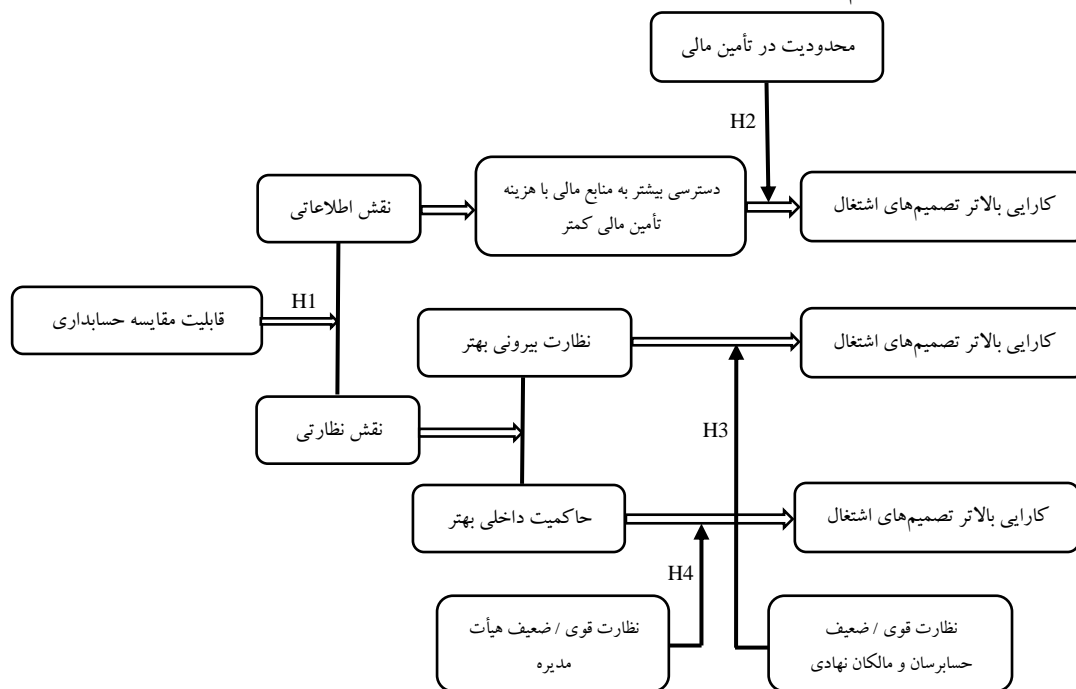 محدودیت در تأمین مالی
H2
نقش اطلاعاتی
دسترسی بیشتر به منابع مالی با هزینه
تأمین مالی کمتر
کارایی بالاتر تصمیم‌های اشتغال
قابلیت مقایسه حسابداری
H1
نظارت بیرونی بهتر
کارایی بالاتر تصمیم‌های اشتغال
نقش نظارتی
H3
حاکمیت داخلی بهتر
کارایی بالاتر تصمیم‌های اشتغال
H4
نظارت قوی / ضعیف هیأت
مدیره
نظارت قوی / ضعیف
حسابرسان و مالکان نهادی